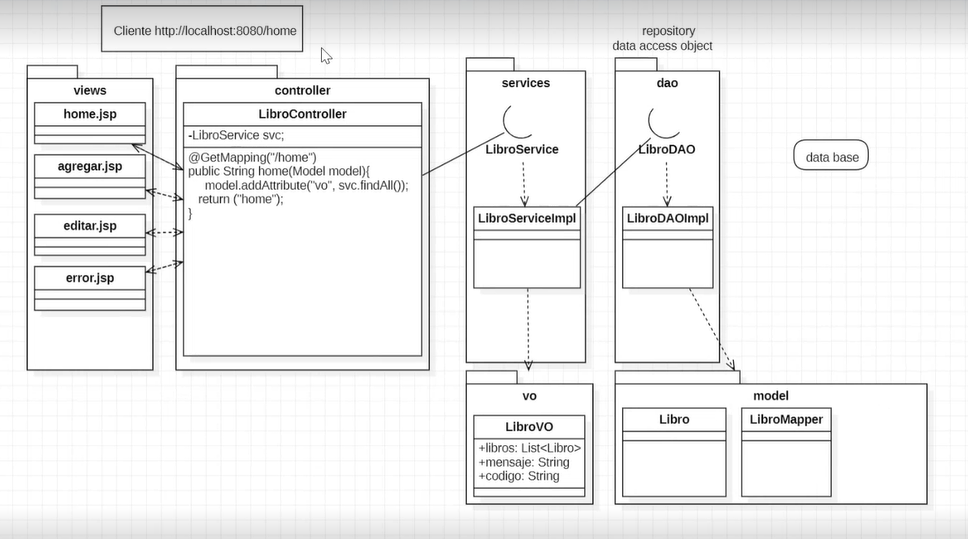 Cliente http://localhost:8080/home
repository
data access object
views
home.jsp
agregar.jsp
editar.jsp
error.jsp
controller
LibroController
-LibroService svc;
@GetMapping("/home")
public String home(Model model){
model.addAttribute("vo", svc.findAll());
return ("home");
}
services
LibroService
LibroServiceImpl
dao
LibroDAO
LibroDAOImpl
data base
vo
LibroVO
+libros: List<Libro>
+mensaje: String
+codigo: String
model
Libro
LibroMapper